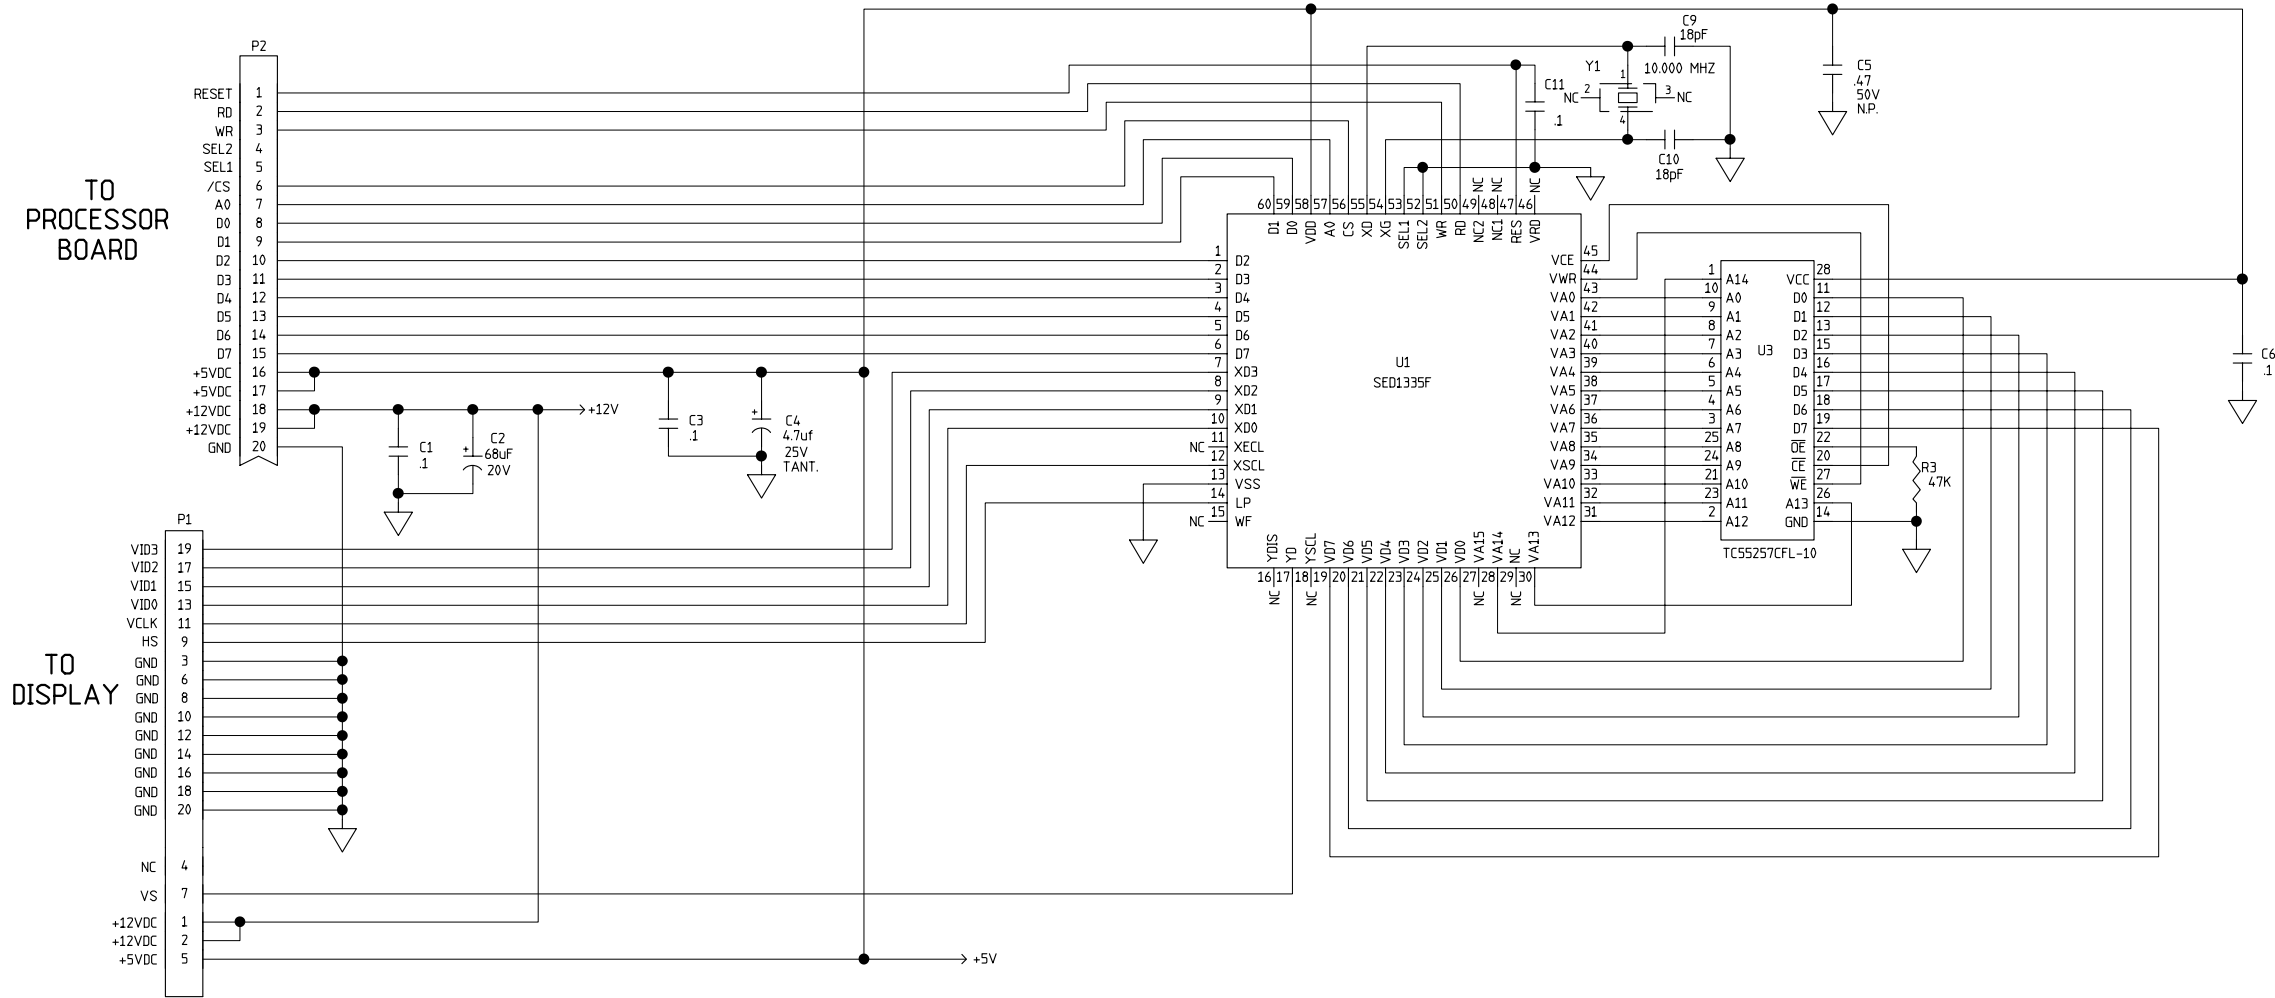 TO
PROCESSOR
BOARD
P2
RESET 1
RD 2
WR 3
SEL2 4
SEL1 5
/CS 6
A0 7
D0 8
D1 9
D2 10
D3 11
D4 12
D5 13
D6 14
D7 15
+5VDC 16
+5VDC 17
+12VDC 18
+12VDC 19
GND 20
+12V
C1
.1
C2
68uF
20V
+
C3
.1
C4
4.7uf
25V
TANT.
+
TO
DISPLAY
P1
VID3 19
VID2 17
VID1 15
VID0 13
VCLK 11
HS 9
GND 3
GND 6
GND 8
GND 10
GND 12
GND 14
GND 16
GND 18
GND 20
NC 4
VS 7
+12VDC 1
+12VDC 2
+5VDC 5
+5V
U1
SED1335F
60 59 58 57 56 55 54 53 52 51 50 49 48 47 46
NC NC NC
D1 D0 VDD A0 CS XD XG SEL1 SEL2 WR RD NC2 NC1 RES VRD
1 D2
2 D3
3 D4
4 D5
5 D6
6 D7
7 XD3
8 XD2
9 XD1
10 XD0
NC 11 XECL
12 XSCL
13 VSS
14 LP
NC 15 WF
YDIS YD YSCL VD7 VD6 VD5 VD4 VD3 VD2 VD1 VD0 VA15 VA14 NC VA13
16 17 18 19 20 21 22 23 24 25 26 27 28 29 30
NC NC NC NC
VCE 45
VWR 44
VA0 43
VA1 42
VA2 41
VA3 40
VA4 39
VA5 38
VA6 37
VA7 36
VA8 35
VA9 34
VA10 33
VA11 32
VA12 31
C9
18pF
Y1
10.000 MHZ
1
NC 2
3 NC
4
C11
.1
C10
18pF
C5
.47
50V
N.P.
U3
1 A14
10 A0
9 A1
8 A2
7 A3
6 A4
5 A5
4 A6
3 A7
25 A8
24 A9
21 A10
23 A11
2 A12
VCC 28
D0 11
D1 12
D2 13
D3 15
D4 16
D5 17
D6 18
D7 19
OE 22
CE 20
WE 27
A13 26
GND 14
TC55257CFL-10
R3
47K
C6
.1